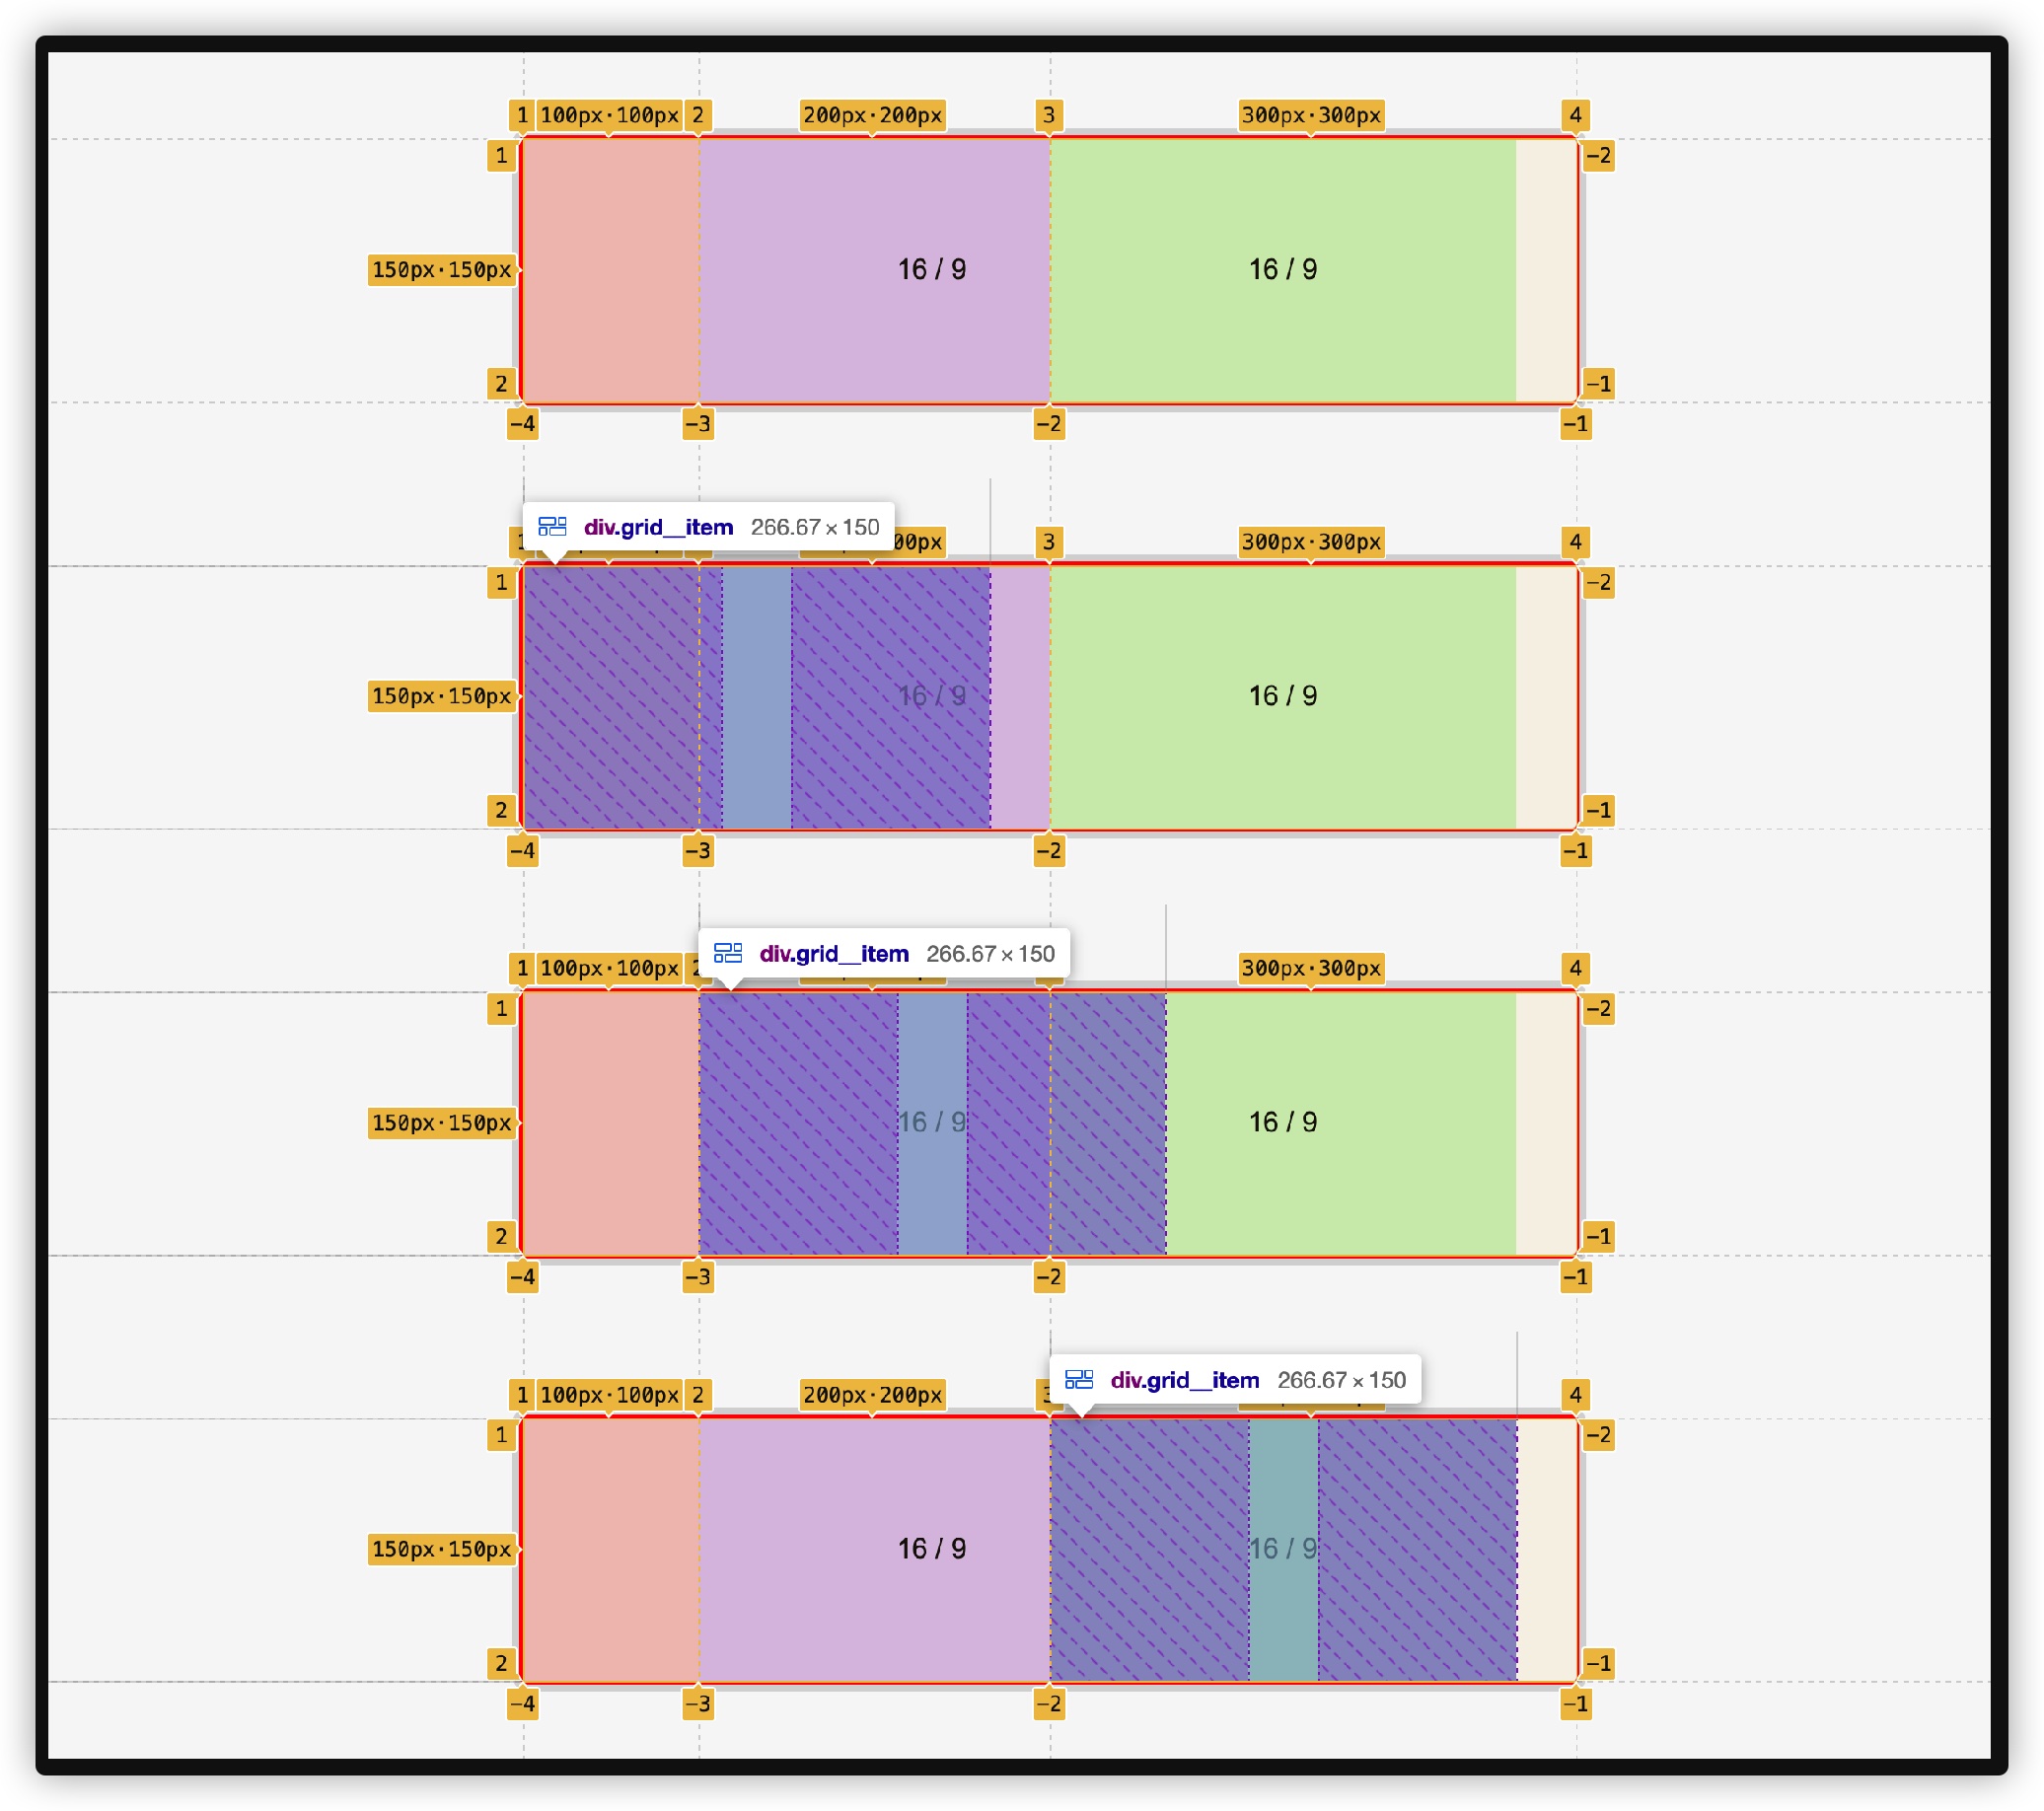 1 100px·100px 2 200px·200px 3 300px·300px 4
1 −2
150px·150px 16 / 9 16 / 9
2 −1
−4 −3 −2 −1
div.grid__item 266.67 × 150
3 300px·300px 4
1 −2
150px·150px 16 / 9 16 / 9
2 −1
−4 −3 −2 −1
div.grid__item 266.67 × 150
1 100px·100px 2 300px·300px 4
1 −2
150px·150px 16 / 9 16 / 9
2 −1
−4 −3 −2 −1
div.grid__item 266.67 × 150
1 100px·100px 2 200px·200px 3 4
1 −2
150px·150px 16 / 9 16 / 9
2 −1
−4 −3 −2 −1